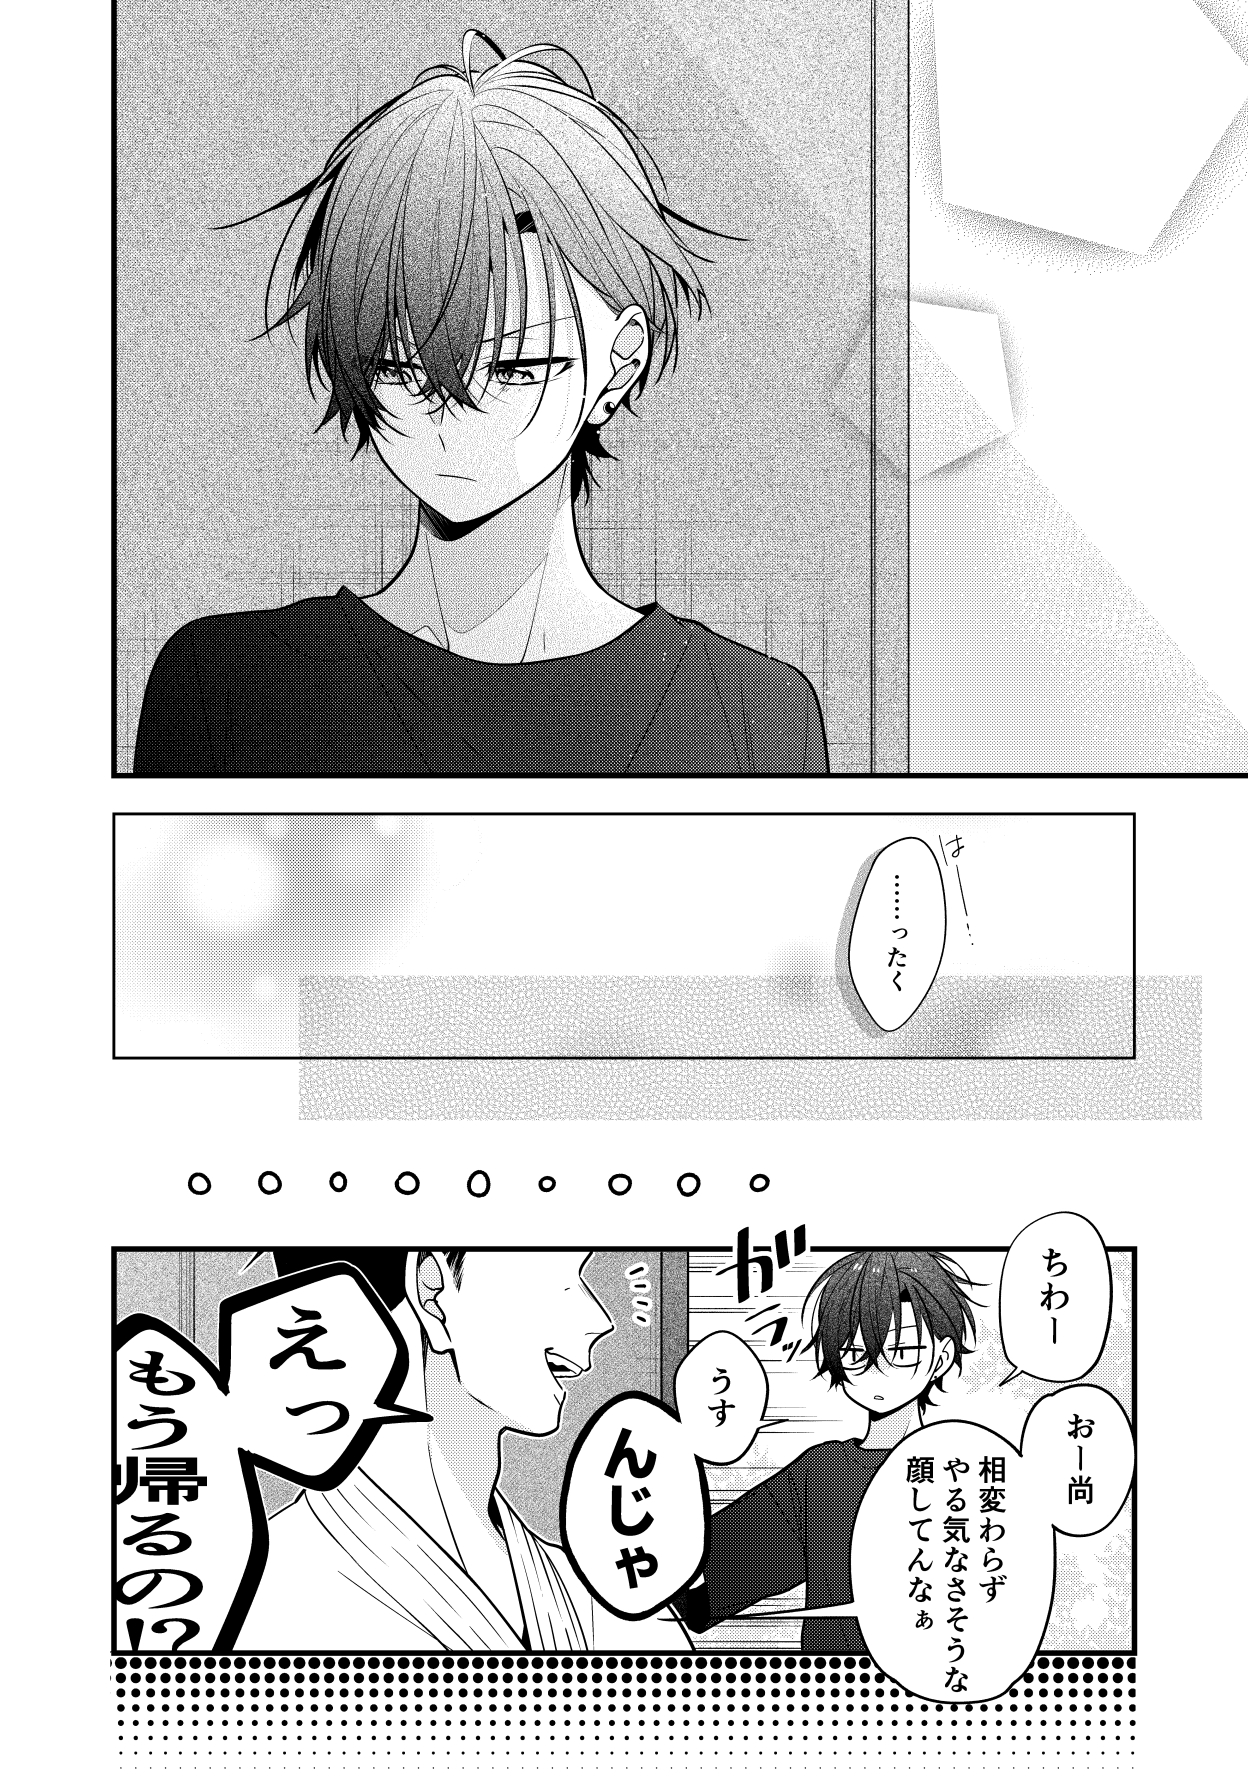 は
……ったく
ちわー
おー尚
相変わらず
やる気なさそうな
顔してんなぁ
ガラッ
うす
んじゃ
えっ
もう帰るの!?